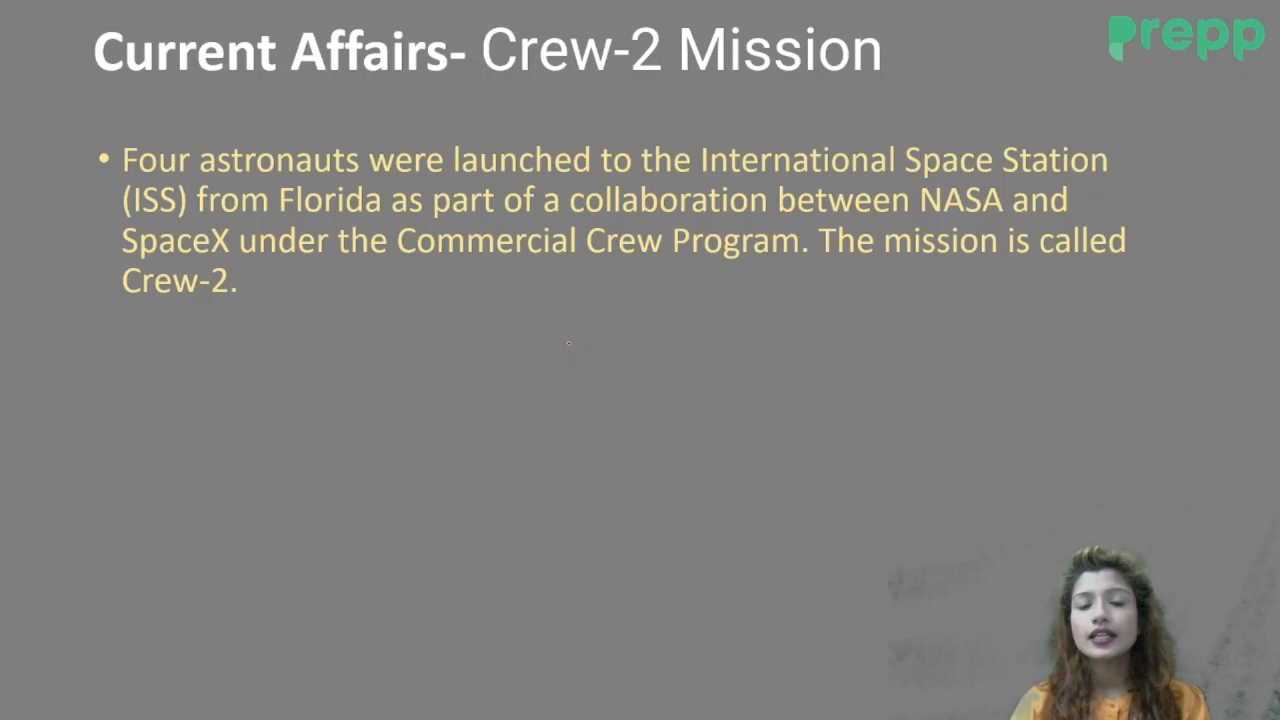 Current Affairs- Crew-2 Mission
prepp
• Four astronauts were launched to the International Space Station
(ISS) from Florida as part of a collaboration between NASA and
SpaceX under the Commercial Crew Program. The mission is called
Crew-2.